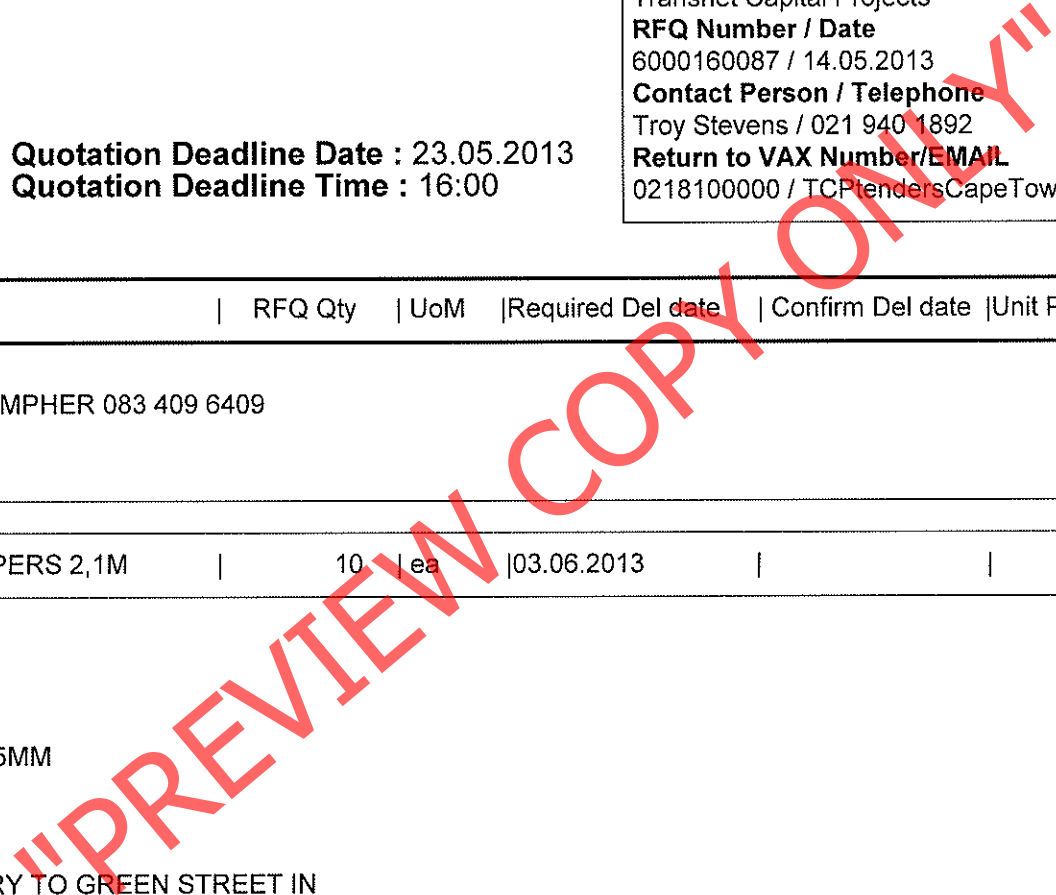 Transnet Capital Projects
RFQ Number / Date
6000160087 / 14.05.2013
Contact Person / Telephone
Troy Stevens / 021 940 1892
Return to VAX Number/EMAIL
0218100000 / TCPtendersCapeTow
Quotation Deadline Date : 23.05.2013
Quotation Deadline Time : 16:00
| RFQ Qty | UoM |Required Del date | Confirm Del date |Unit P
MPHER 083 409 6409
PERS 2,1M | 10 | ea |03.06.2013 | |
5MM
RY TO GREEN STREET IN
"PREVIEW COPY ONLY"